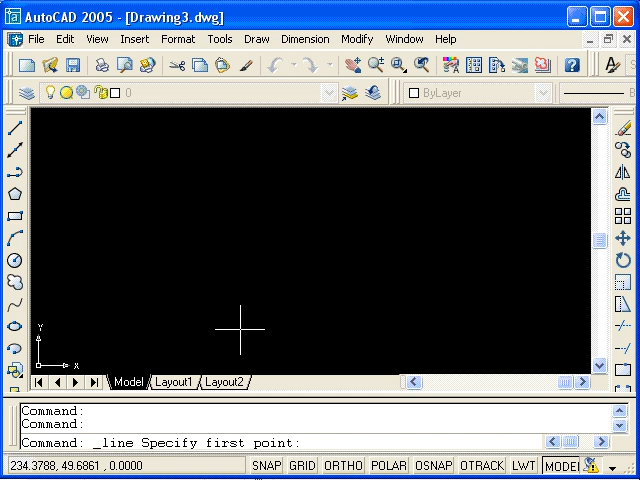 AutoCAD 2005 - [Drawing3.dwg]
File Edit View Insert Format Tools Draw Dimension Modify Window Help
0 ByLayer B
Y
X
Model Layout1 Layout2
Command:
Command:
Command: _line Specify first point:
234.3788, 49.6861 , 0.0000 SNAP GRID ORTHO POLAR OSNAP OTRACK LWT MODEL